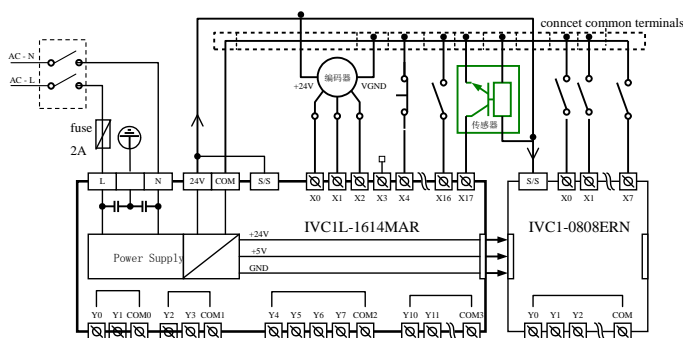 conncet common terminals
AC - N
AC - L
+24V
编码器
VGND
传感器
fuse
2A
L
N
24V
COM
S/S
X0
X1
X2
X3
X4
X16
X17
S/S
X0
X1
X7
IVC1L-1614MAR
IVC1-0808ERN
Power Supply
+24V
+5V
GND
Y0
Y1
COM0
Y2
Y3
COM1
Y4
Y5
Y6
Y7
COM2
Y10
Y11
COM3
Y0
Y1
Y2
COM